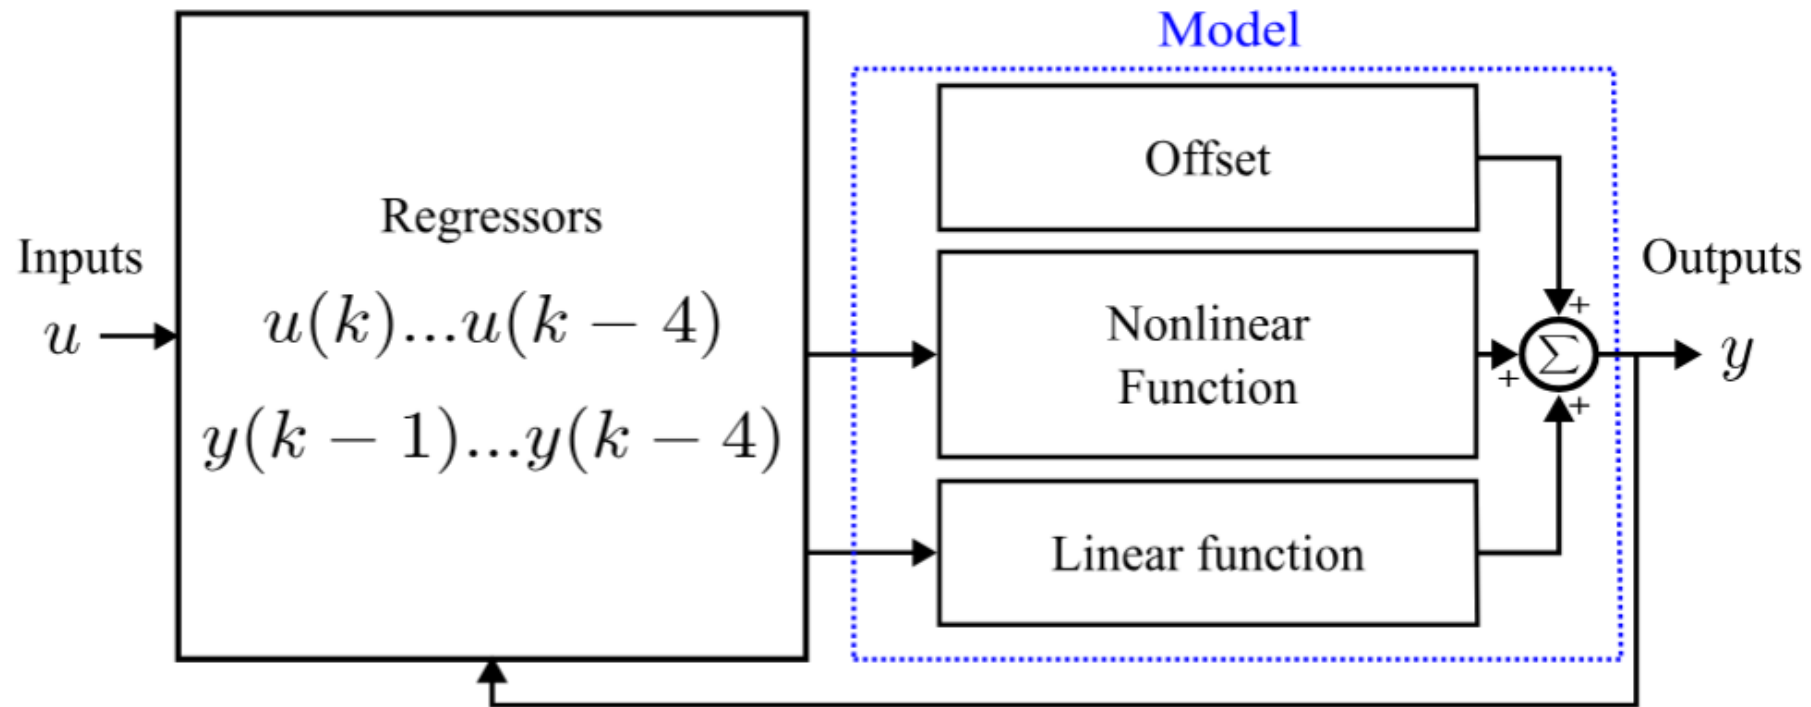 Model
Offset
Regressors
Inputs
Outputs
u
u(k)...u(k − 4)
y(k − 1)...y(k − 4)
Nonlinear
Function
+
Σ
+
+
y
Linear function